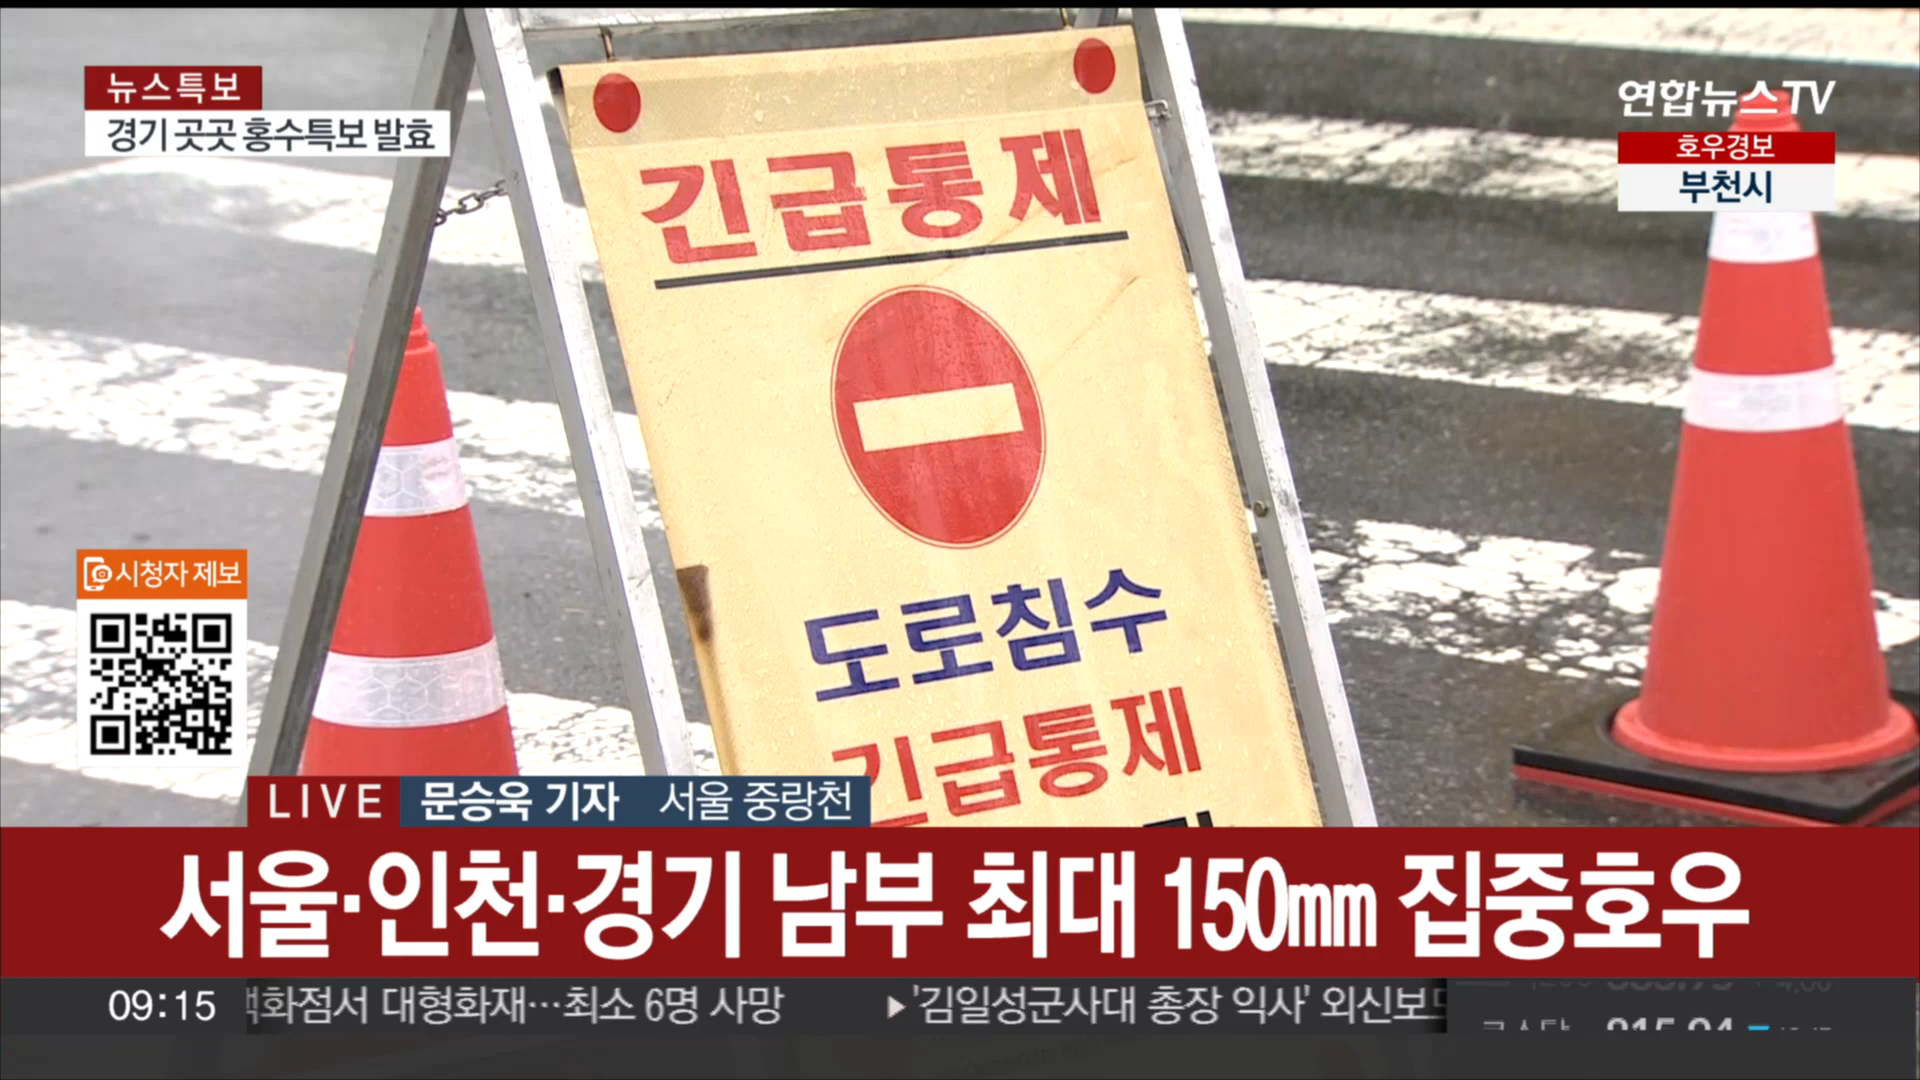 뉴스특보
경기 곳곳 홍수특보 발효
연합뉴스TV
호우경보
부천시
긴급통제
도로침수
긴급통제
시청자 제보
LIVE 문승욱 기자 서울 중랑천
서울·인천·경기 남부 최대 150㎜ 집중호우
09:15 백화점서 대형화재…최소 6명 사망 ▶'김일성군사대 총장 익사' 외신보도